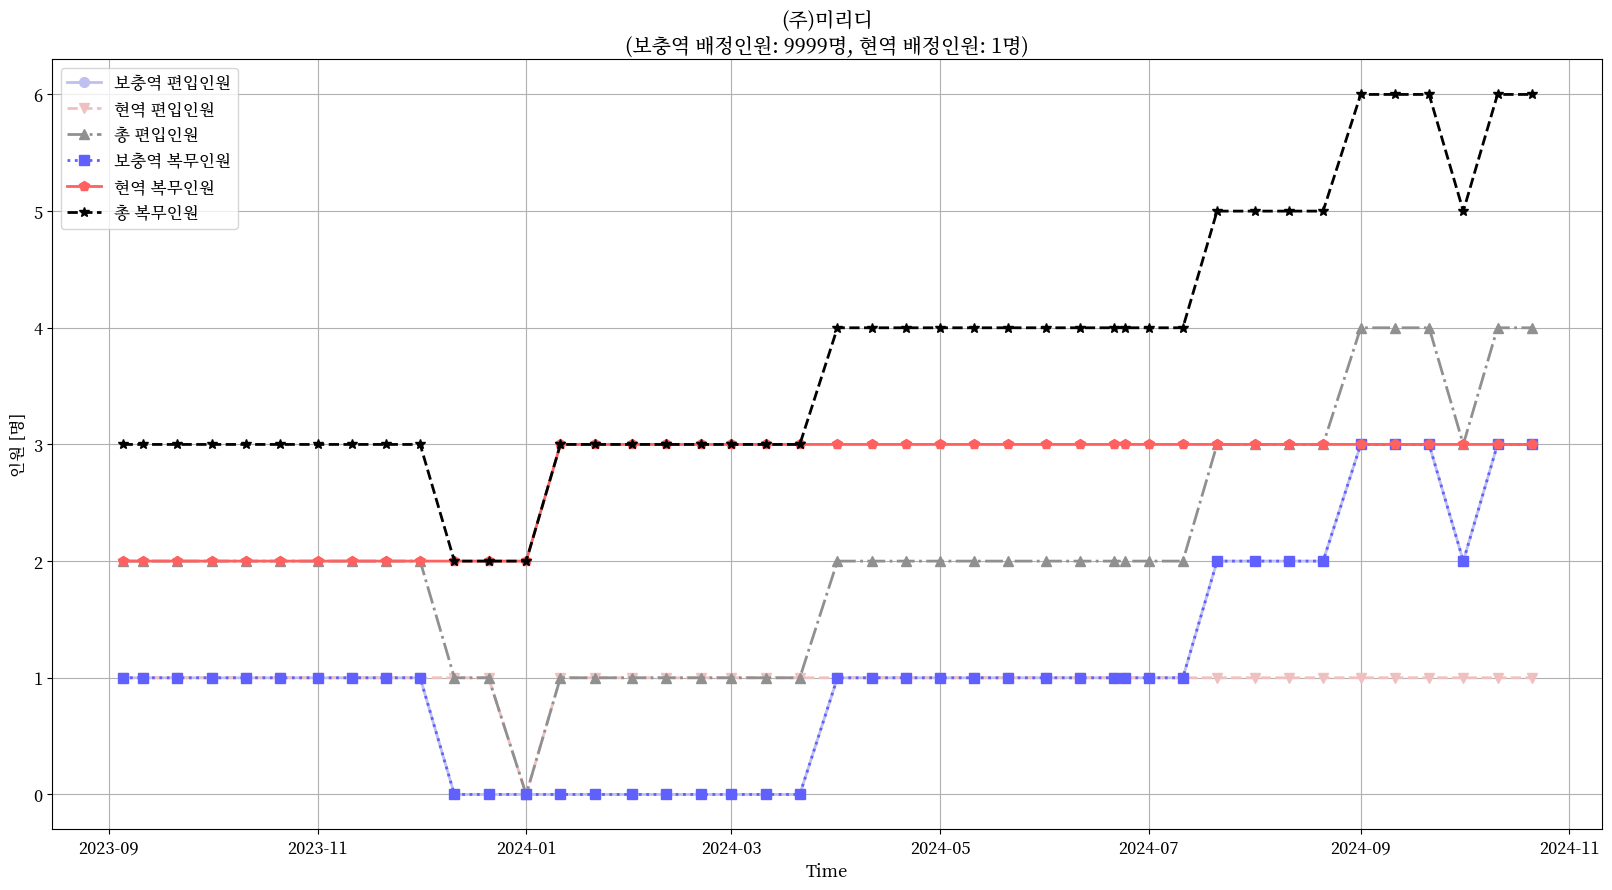 (주)미리디
(보충역 배정인원: 9999명, 현역 배정인원: 1명)
보충역 편입인원
현역 편입인원
총 편입인원
보충역 복무인원
현역 복무인원
총 복무인원
6
5
4
3
2
1
0
인원 [명]
2023-09
2023-11
2024-01
2024-03
2024-05
2024-07
2024-09
2024-11
Time